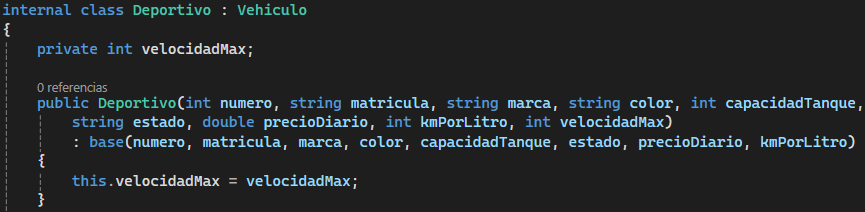 internal class Deportivo : Vehiculo
{
private int velocidadMax;
0 referencias
public Deportivo(int numero, string matricula, string marca, string color, int capacidadTanque,
string estado, double precioDiario, int kmPorLitro, int velocidadMax)
: base(numero, matricula, marca, color, capacidadTanque, estado, precioDiario, kmPorLitro)
{
this.velocidadMax = velocidadMax;
}